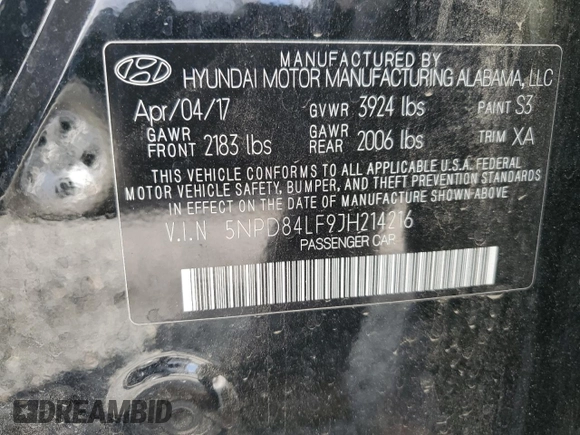 MANUFACTURED BY
HYUNDAI MOTOR MANUFACTURING ALABAMA, LLC
Apr/04/17 GVWR 3924 lbs PAINT S3
GAWR FRONT 2183 lbs GAWR REAR 2006 lbs TRIM XA
THIS VEHICLE CONFORMS TO ALL APPLICABLE U.S.A. FEDERAL
MOTOR VEHICLE SAFETY, BUMPER, AND THEFT PREVENTION
STANDARDS IN EFFECT ON THE DATE OF MANUFACTURE SHOWN ABOVE.
V.I.N 5NPD84LF9JH214216
PASSENGER CAR
DREAMBID